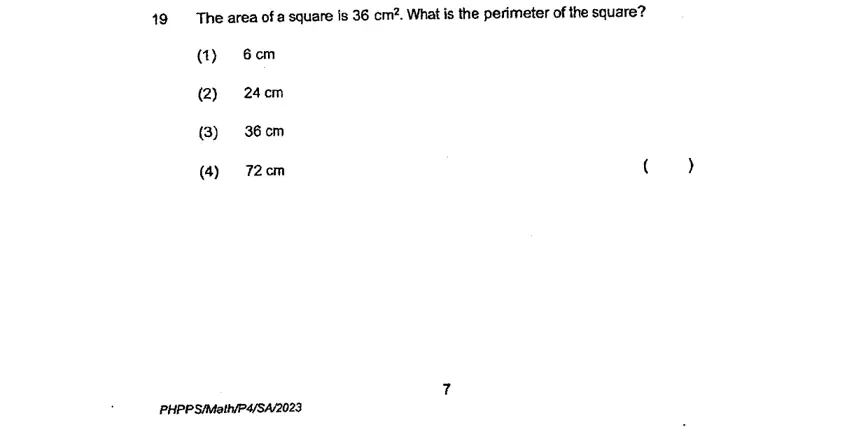 19 The area of a square is 36 cm². What is the perimeter of the square?
(1) 6 cm
(2) 24 cm
(3) 36 cm
(4) 72 cm ( )
7
PHPPS/Math/P4/SA/2023